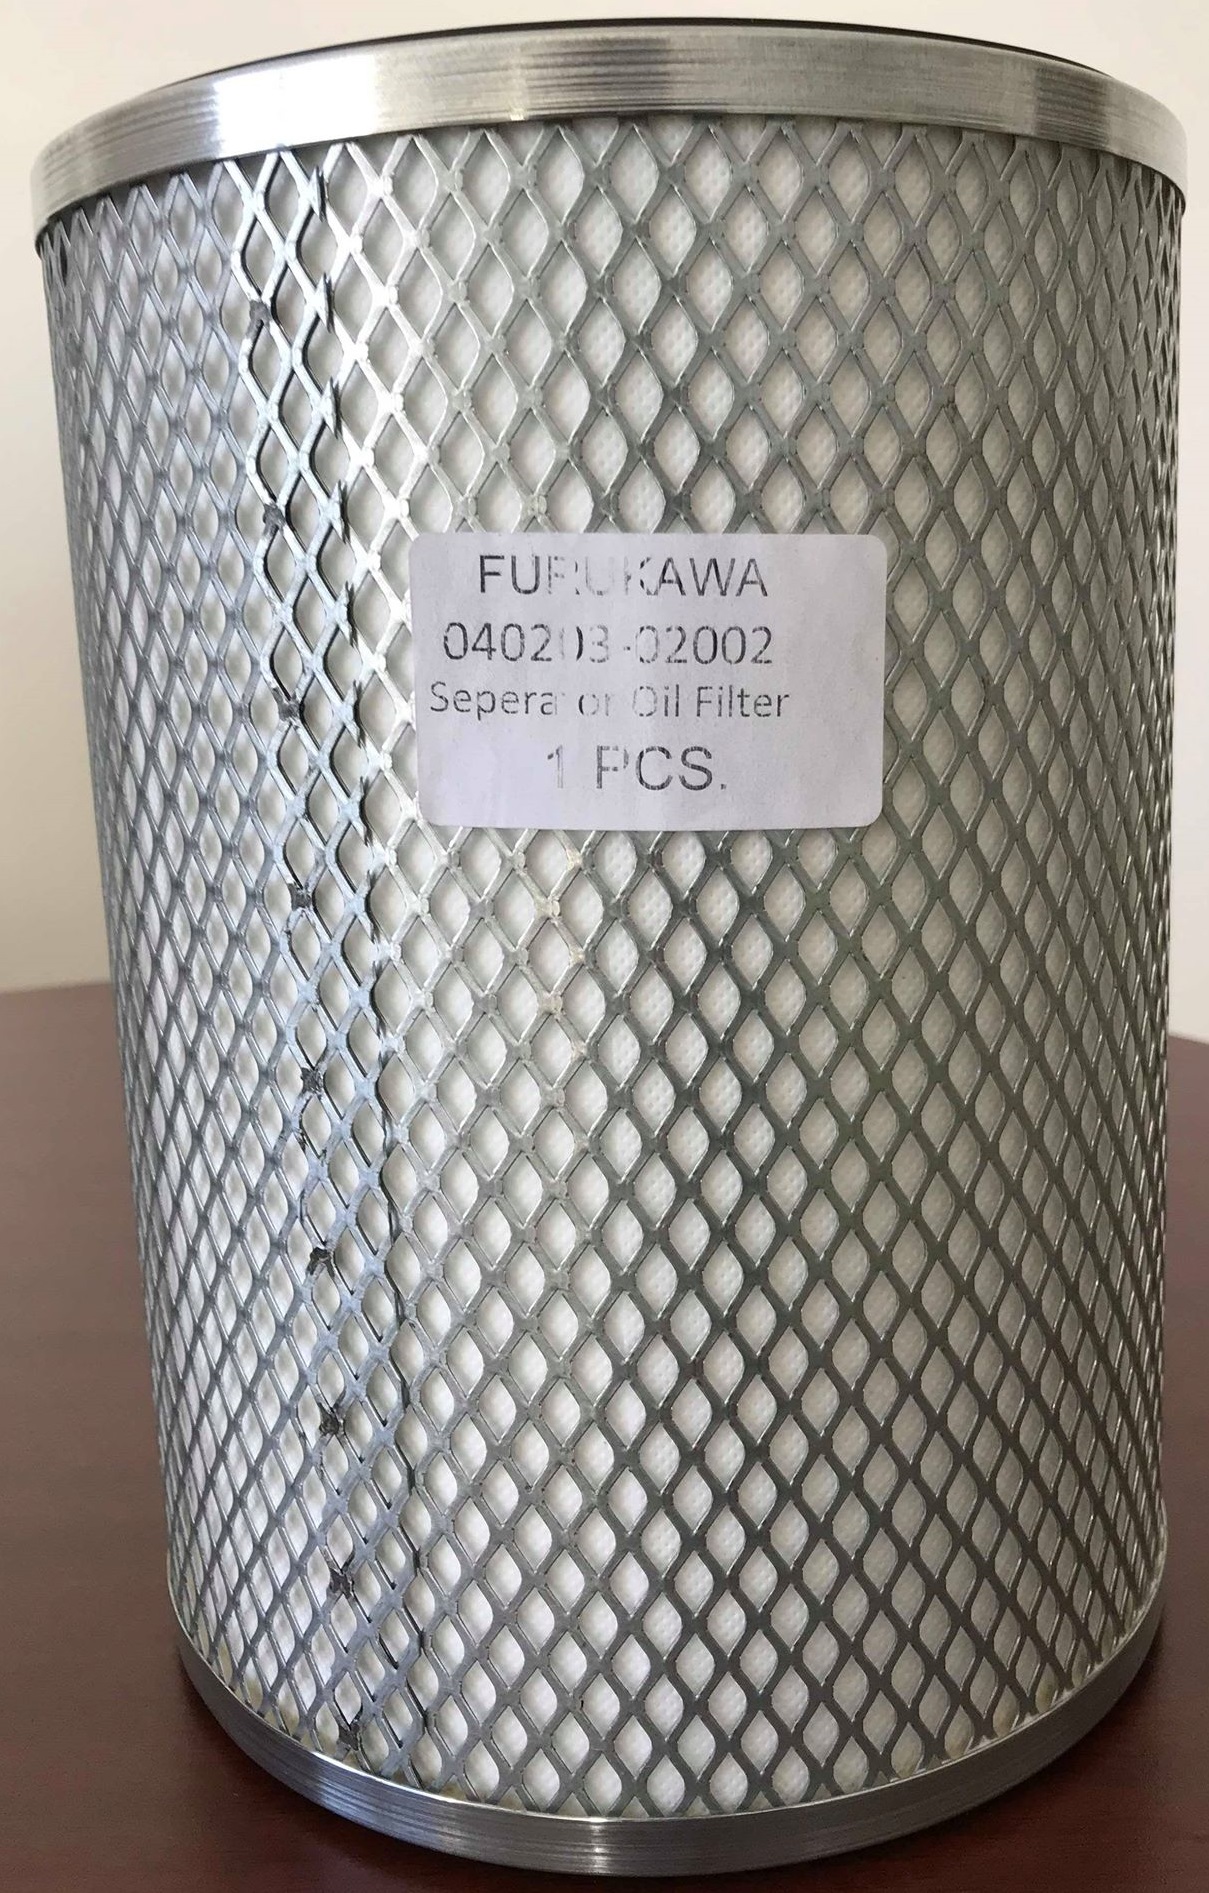 FURUKAWA
040203-02002
Seperator Oil Filter
1 PCS.